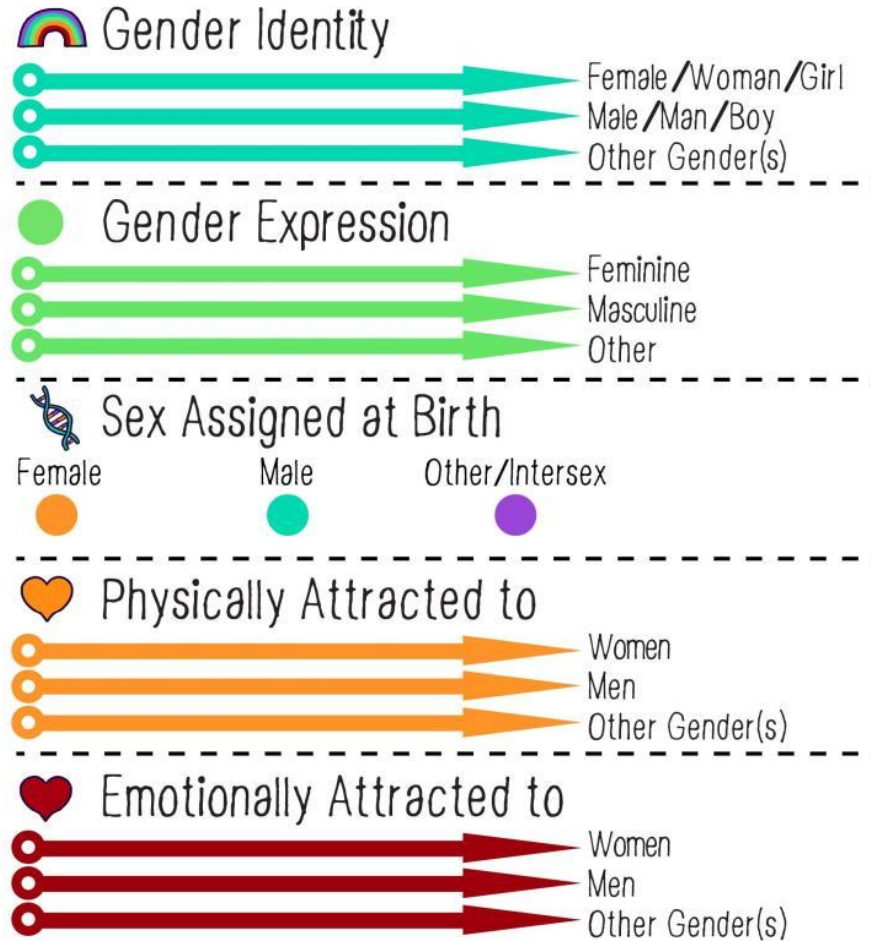 Gender Identity
Female/Woman/Girl
Male/Man/Boy
Other Gender(s)
Gender Expression
Feminine
Masculine
Other
Sex Assigned at Birth
Female Male Other/Intersex
Physically Attracted to
Women
Men
Other Gender(s)
Emotionally Attracted to
Women
Men
Other Gender(s)